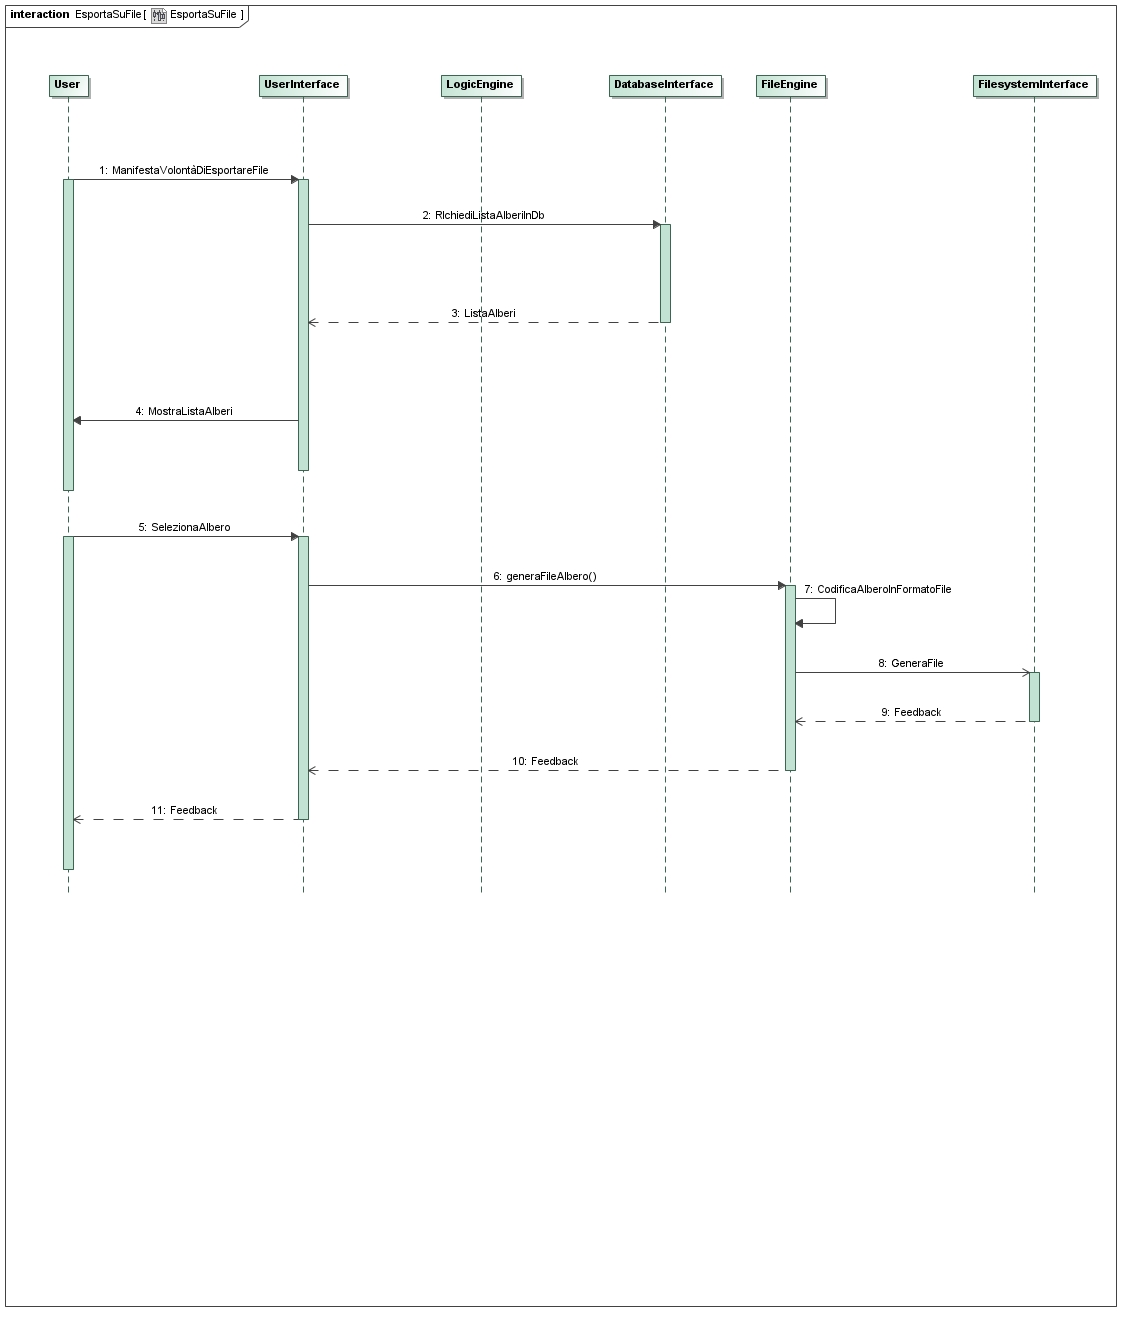 interaction EsportaSuFile [ EsportaSuFile ]
User UserInterface LogicEngine DatabaseInterface FileEngine FilesystemInterface
1: ManifestaVolontàDiEsportareFile
2: RIchiediListaAlberiInDb
3: ListaAlberi
4: MostraListaAlberi
5: SelezionaAlbero
6: generaFileAlbero()
7: CodificaAlberoInFormatoFile
8: GeneraFile
9: Feedback
10: Feedback
11: Feedback